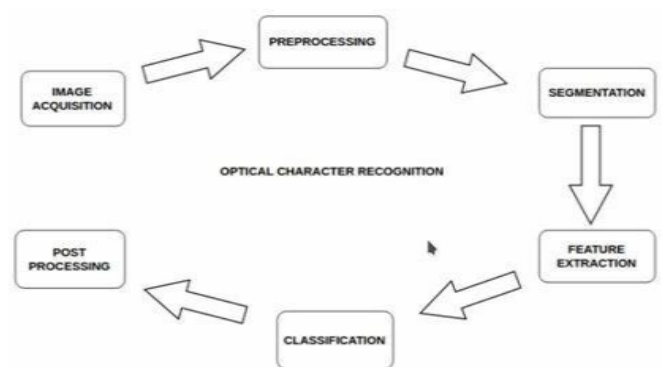 PREPROCESSING
IMAGE
ACQUISITION
SEGMENTATION
OPTICAL CHARACTER RECOGNITION
POST
PROCESSING
FEATURE
EXTRACTION
CLASSIFICATION